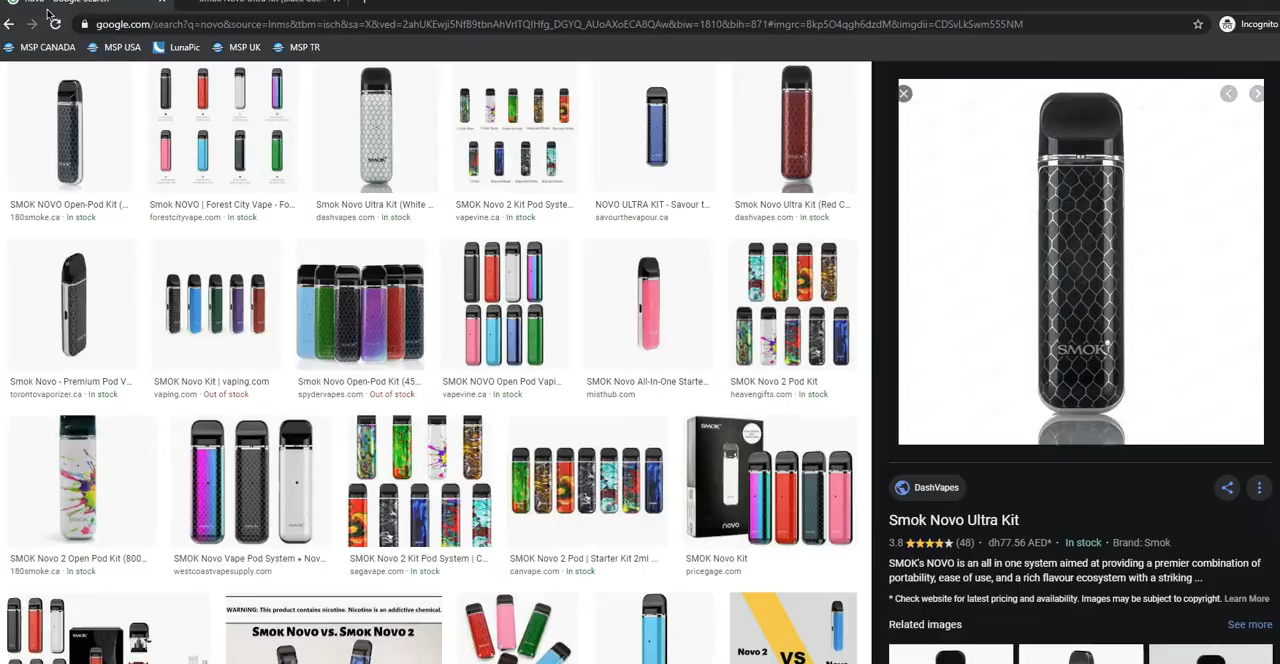 google.com/search?q=novo&source=lnms&tbm=isch&sa=X&ved=2ahUKEwji5NfB9tbnAhVrITQIHfg_DGYQ_AUoAXoECA8QAw&biw=1810&bih=871#imgrc=8kp5O4qgh6dzdM&imgdii=CDSvLkSwm555NM
Incognito
MSP CANADA MSP USA LunaPic MSP UK MSP TR
SMOK NOVO Open-Pod Kit (...
180smoke.ca · In stock
Smok NOVO | Forest City Vape - Fo...
forestcityvape.com · In stock
Smok Novo Ultra Kit (White ...
dashvapes.com · In stock
SMOK NOVO 2 Kit Pod Syste...
vapevine.ca · In stock
NOVO ULTRA KIT - Savour t...
savourthevapour.ca
Smok Novo Ultra Kit (Red C...
dashvapes.com · In stock
SMOK
Smok Novo - Premium Pod V...
torontovaporizer.ca · In stock
SMOK Novo Kit | vaping.com
vaping.com · Out of stock
Smok Novo Open-Pod Kit (45...
spydervapes.com · Out of stock
SMOK NOVO Open Pod Vapi...
vapevine.ca · In stock
SMOK Novo All-In-One Starte...
misthub.com
SMOK Novo 2 Pod Kit
heavengifts.com · In stock
SMOK Novo 2 Open Pod Kit (800...
180smoke.ca · In stock
SMOK Novo Vape Pod System + Nov...
westcoastvapesupply.com
SMOK Novo 2 Kit Pod System | C...
sagavape.com · In stock
SMOK Novo 2 Pod | Starter Kit 2ml ...
canvape.com · In stock
novo
SMOK Novo Kit
pricegage.com
WARNING: This product contains nicotine. Nicotine is an addictive chemical.
SMOK NOVO VS. SMOK NOVO 2
Novo 2
VS
Novo
DashVapes
Smok Novo Ultra Kit
3.8 ★★★★★ (48) · dh77.56 AED* · In stock · Brand: Smok
SMOK's NOVO is an all in one system aimed at providing a premier combination of
portability, ease of use, and a rich flavour ecosystem with a striking ...
* Check website for latest pricing and availability. Images may be subject to copyright. Learn More
Related images
See more